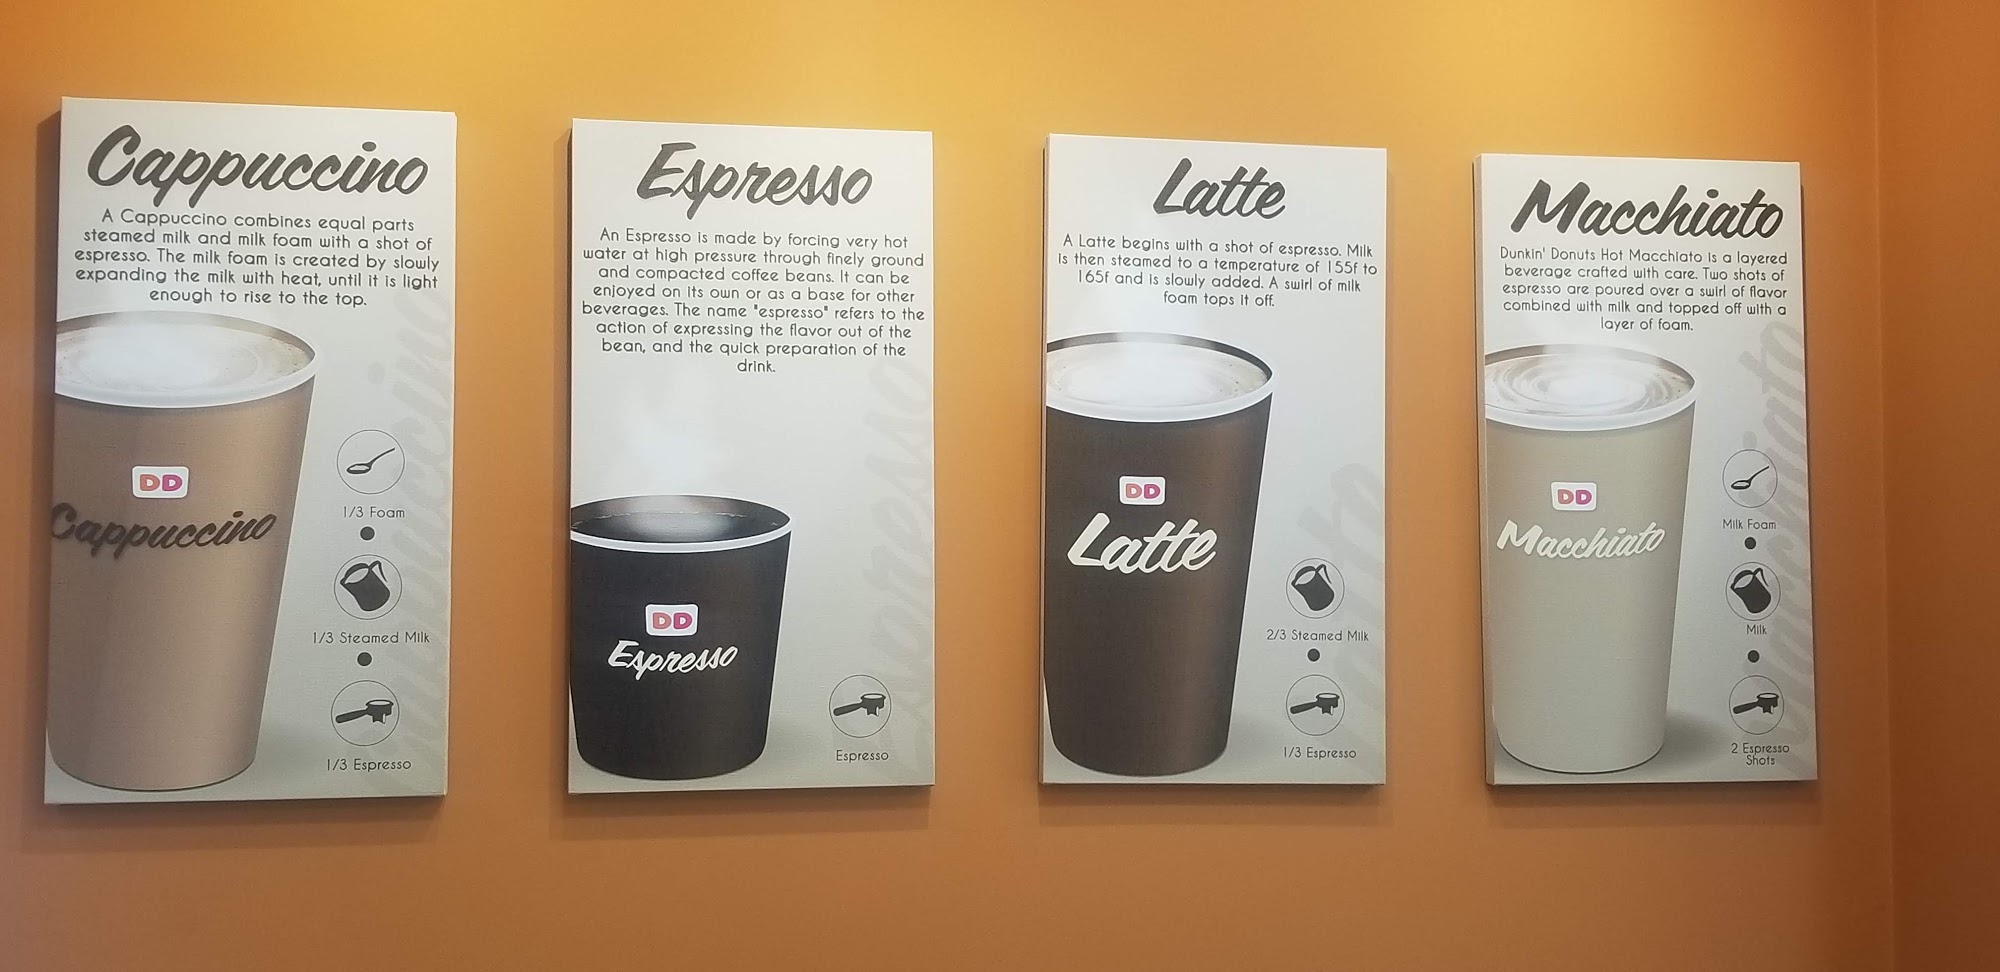 Cappuccino
A Cappuccino combines equal parts
steamed milk and milk foam with a shot of
espresso. The milk foam is created by slowly
expanding the milk with heat, until it is light
enough to rise to the top.
DD
Cappuccino
1/3 Foam
1/3 Steamed Milk
1/3 Espresso
Cappuccino
Espresso
An Espresso is made by forcing very hot
water at high pressure through finely ground
and compacted coffee beans. It can be
enjoyed on its own or as a base for other
beverages. The name "espresso" refers to the
action of expressing the flavor out of the
bean, and the quick preparation of the
drink.
DD
Espresso
Espresso
Espresso
Latte
A Latte begins with a shot of espresso. Milk
is then steamed to a temperature of 155f to
165f and is slowly added. A swirl of milk
foam tops it off.
DD
Latte
2/3 Steamed Milk
1/3 Espresso
Macchiato
Dunkin' Donuts Hot Macchiato is a layered
beverage crafted with care. Two shots of
espresso are poured over a swirl of flavor
combined with milk and topped off with a
layer of foam.
DD
Macchiato
Milk Foam
Milk
2 Espresso
Shots
Macchiato